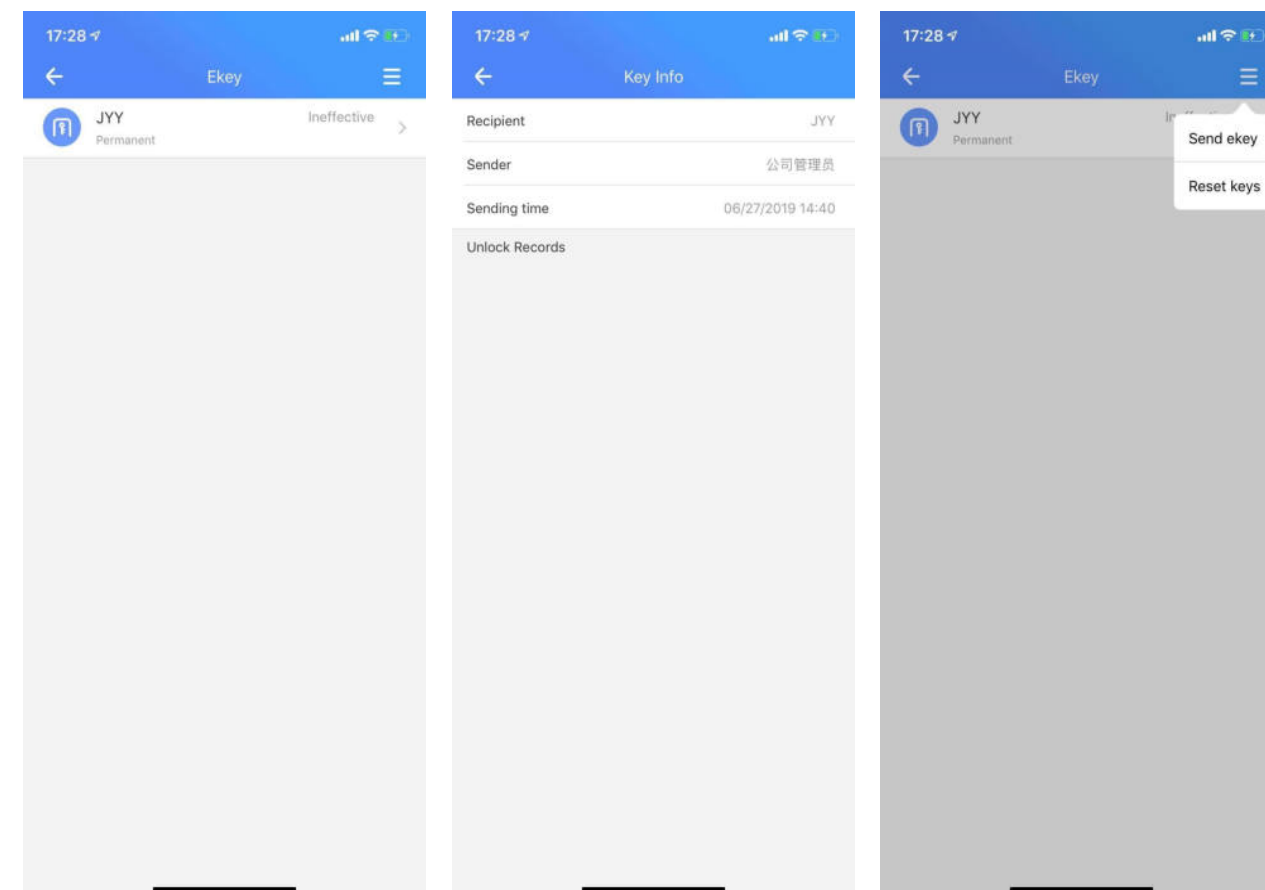 17:28
Ekey
JYY
Ineffective
Permanent
17:28
Key Info
Recipient
JYY
Sender
公司管理员
Sending time
06/27/2019 14:40
Unlock Records
17:28
Ekey
JYY
Permanent
Send ekey
Reset keys